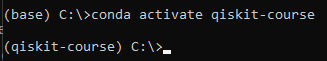 (base) C:\>conda activate qiskit-course
(qiskit-course) C:\>